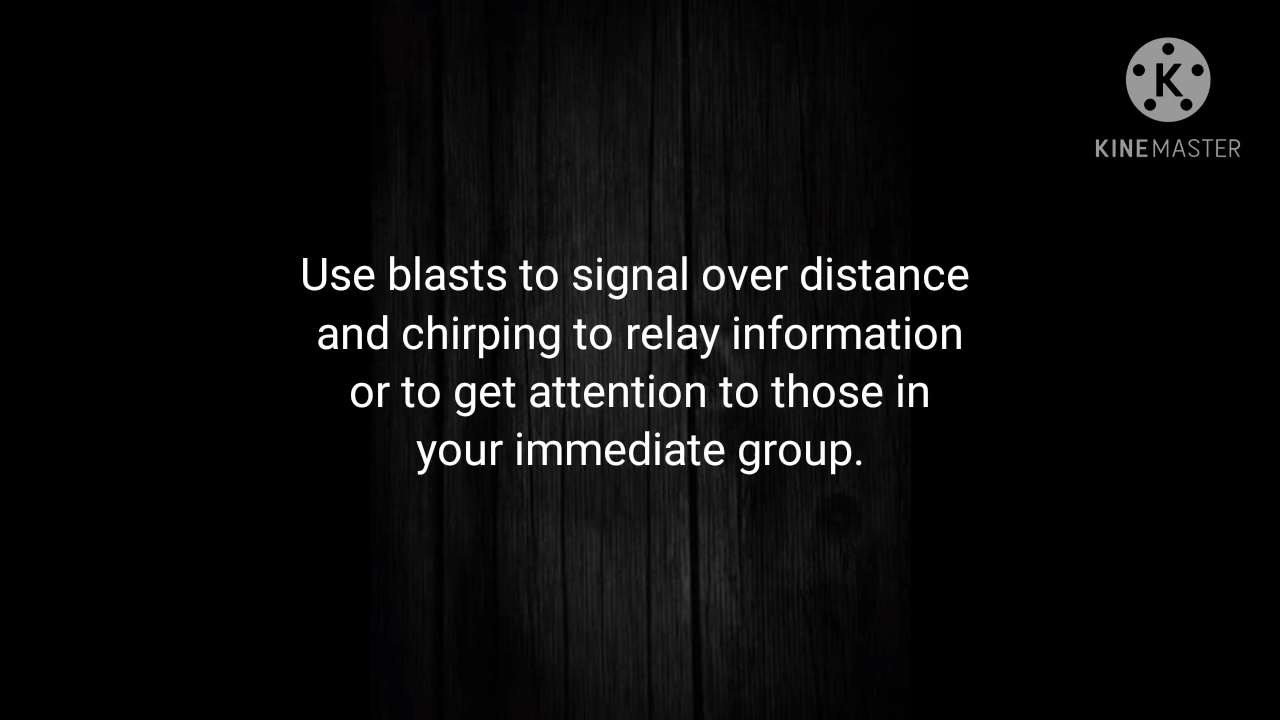 K
KINEMASTER
Use blasts to signal over distance
and chirping to relay information
or to get attention to those in
your immediate group.